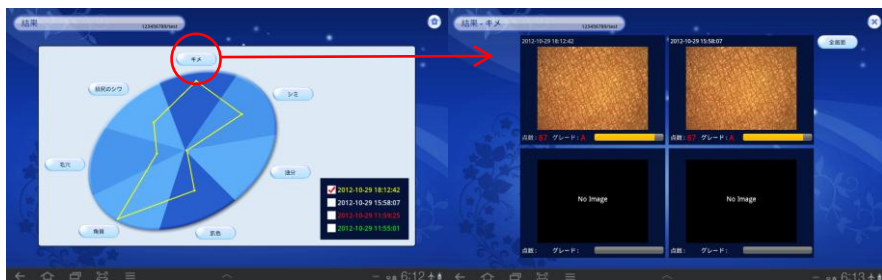 結果
123456789/test
キメ
目尻のシワ
シミ
毛穴
油分
角質
肌色
2012-10-29 18:12:42
2012-10-29 15:58:07
2012-10-29 11:59:25
2012-10-29 11:55:01
6:12
結果 - キメ
123456789/test
全画面
2012-10-29 18:12:42
2012-10-29 15:58:07
点数: 87 グレード: A
点数: 87 グレード: A
No Image
No Image
点数: グレード:
点数: グレード:
6:13